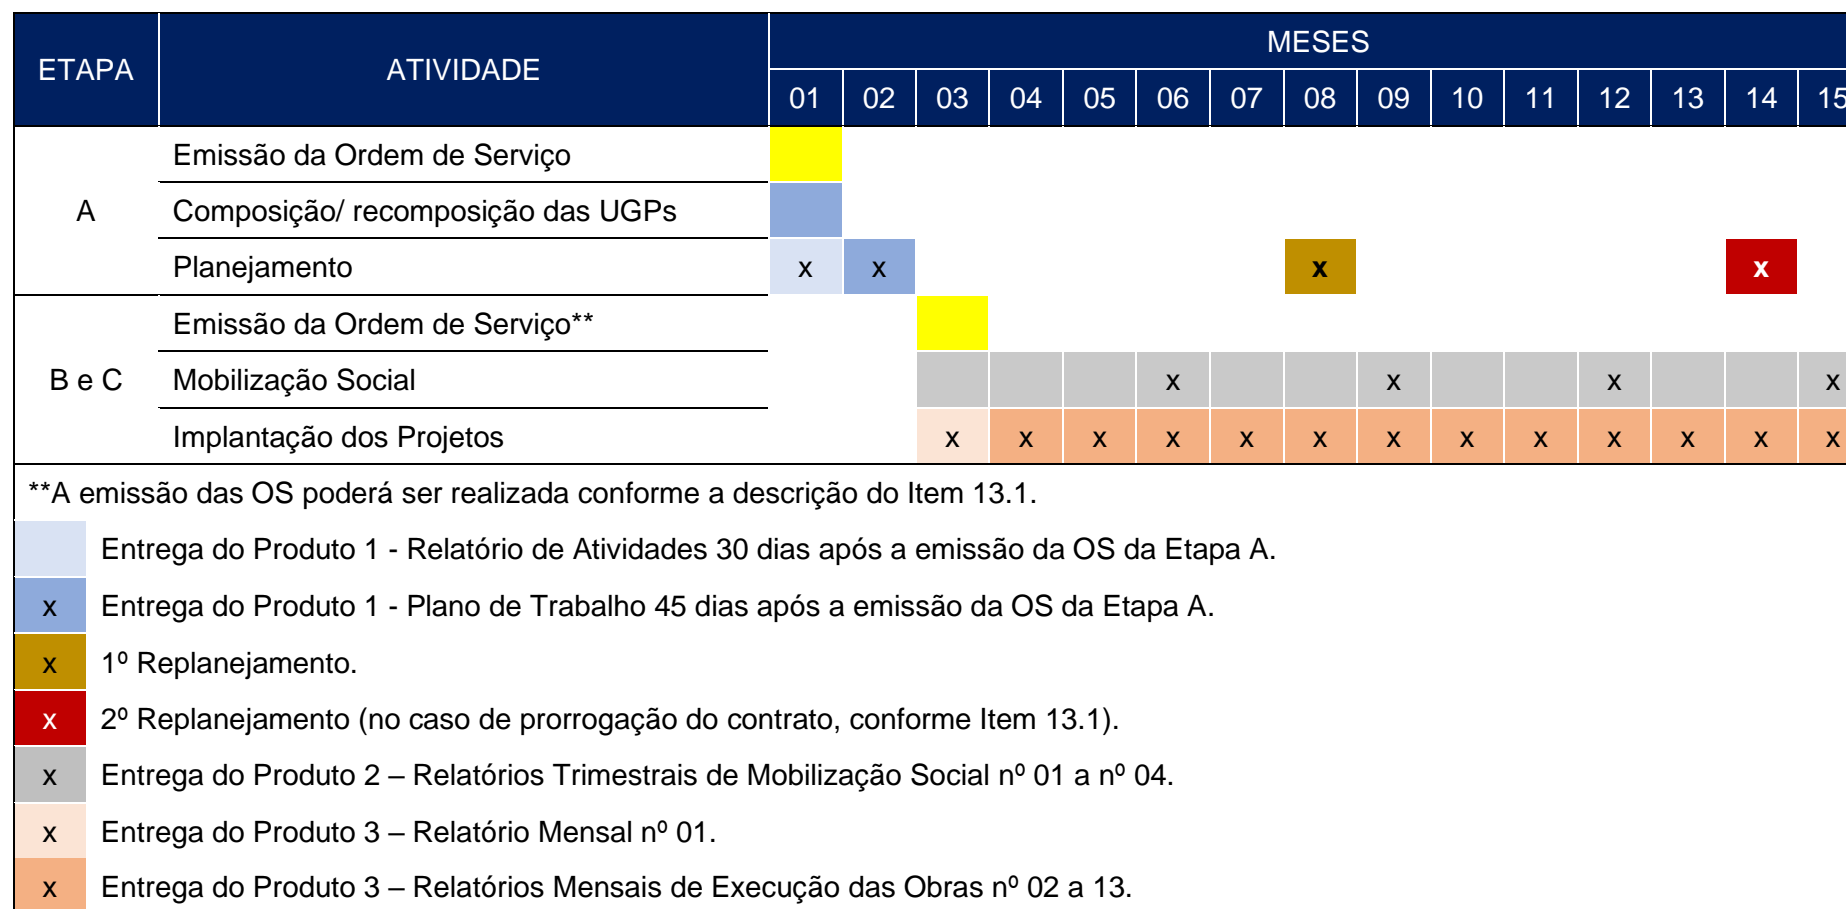 ETAPA ATIVIDADE MESES
01 02 03 04 05 06 07 08 09 10 11 12 13 14 15
A
Emissão da Ordem de Serviço
Composição/ recomposição das UGPs
Planejamento x x x x
B e C
Emissão da Ordem de Serviço**
Mobilização Social x x x x
Implantação dos Projetos x x x x x x x x x x x x x
**A emissão das OS poderá ser realizada conforme a descrição do Item 13.1.
Entrega do Produto 1 - Relatório de Atividades 30 dias após a emissão da OS da Etapa A.
x Entrega do Produto 1 - Plano de Trabalho 45 dias após a emissão da OS da Etapa A.
x 1º Replanejamento.
x 2º Replanejamento (no caso de prorrogação do contrato, conforme Item 13.1).
x Entrega do Produto 2 – Relatórios Trimestrais de Mobilização Social nº 01 a nº 04.
x Entrega do Produto 3 – Relatório Mensal nº 01.
x Entrega do Produto 3 – Relatórios Mensais de Execução das Obras nº 02 a 13.